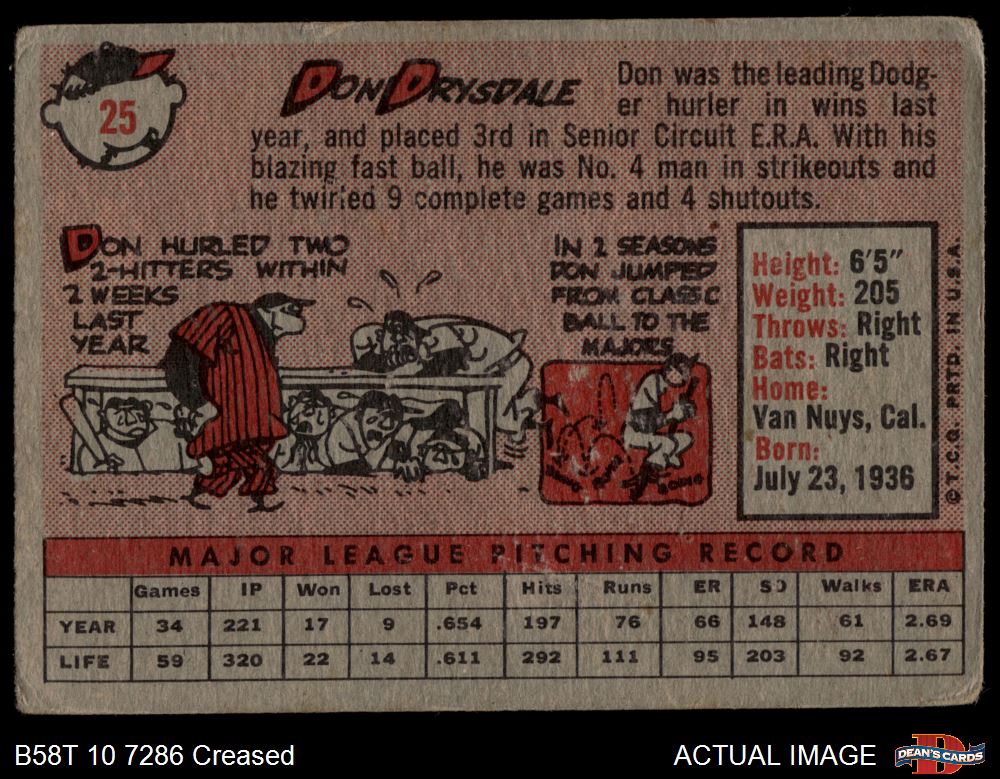 25
DON DRYSDALE
Don was the leading Dodg-
er hurler in wins last
year, and placed 3rd in Senior Circuit E.R.A. With his
blazing fast ball, he was No. 4 man in strikeouts and
he twirled 9 complete games and 4 shutouts.
DON HURLED TWO
2-HITTERS WITHIN
2 WEEKS
LAST
YEAR
IN 2 SEASONS
DON JUMPED
FROM CLASS C
BALL TO THE
MAJORS
Height: 6'5"
Weight: 205
Throws: Right
Bats: Right
Home:
Van Nuys, Cal.
Born:
July 23, 1936
© T.C.G. PRTD. IN U.S.A.
MAJOR LEAGUE PITCHING RECORD
Games IP Won Lost Pct Hits Runs ER SO Walks ERA
YEAR 34 221 17 9 .654 197 76 66 148 61 2.69
LIFE 59 320 22 14 .611 292 111 95 203 92 2.67
B58T 10 7286 Creased
ACTUAL IMAGE
DEAN'S CARDS